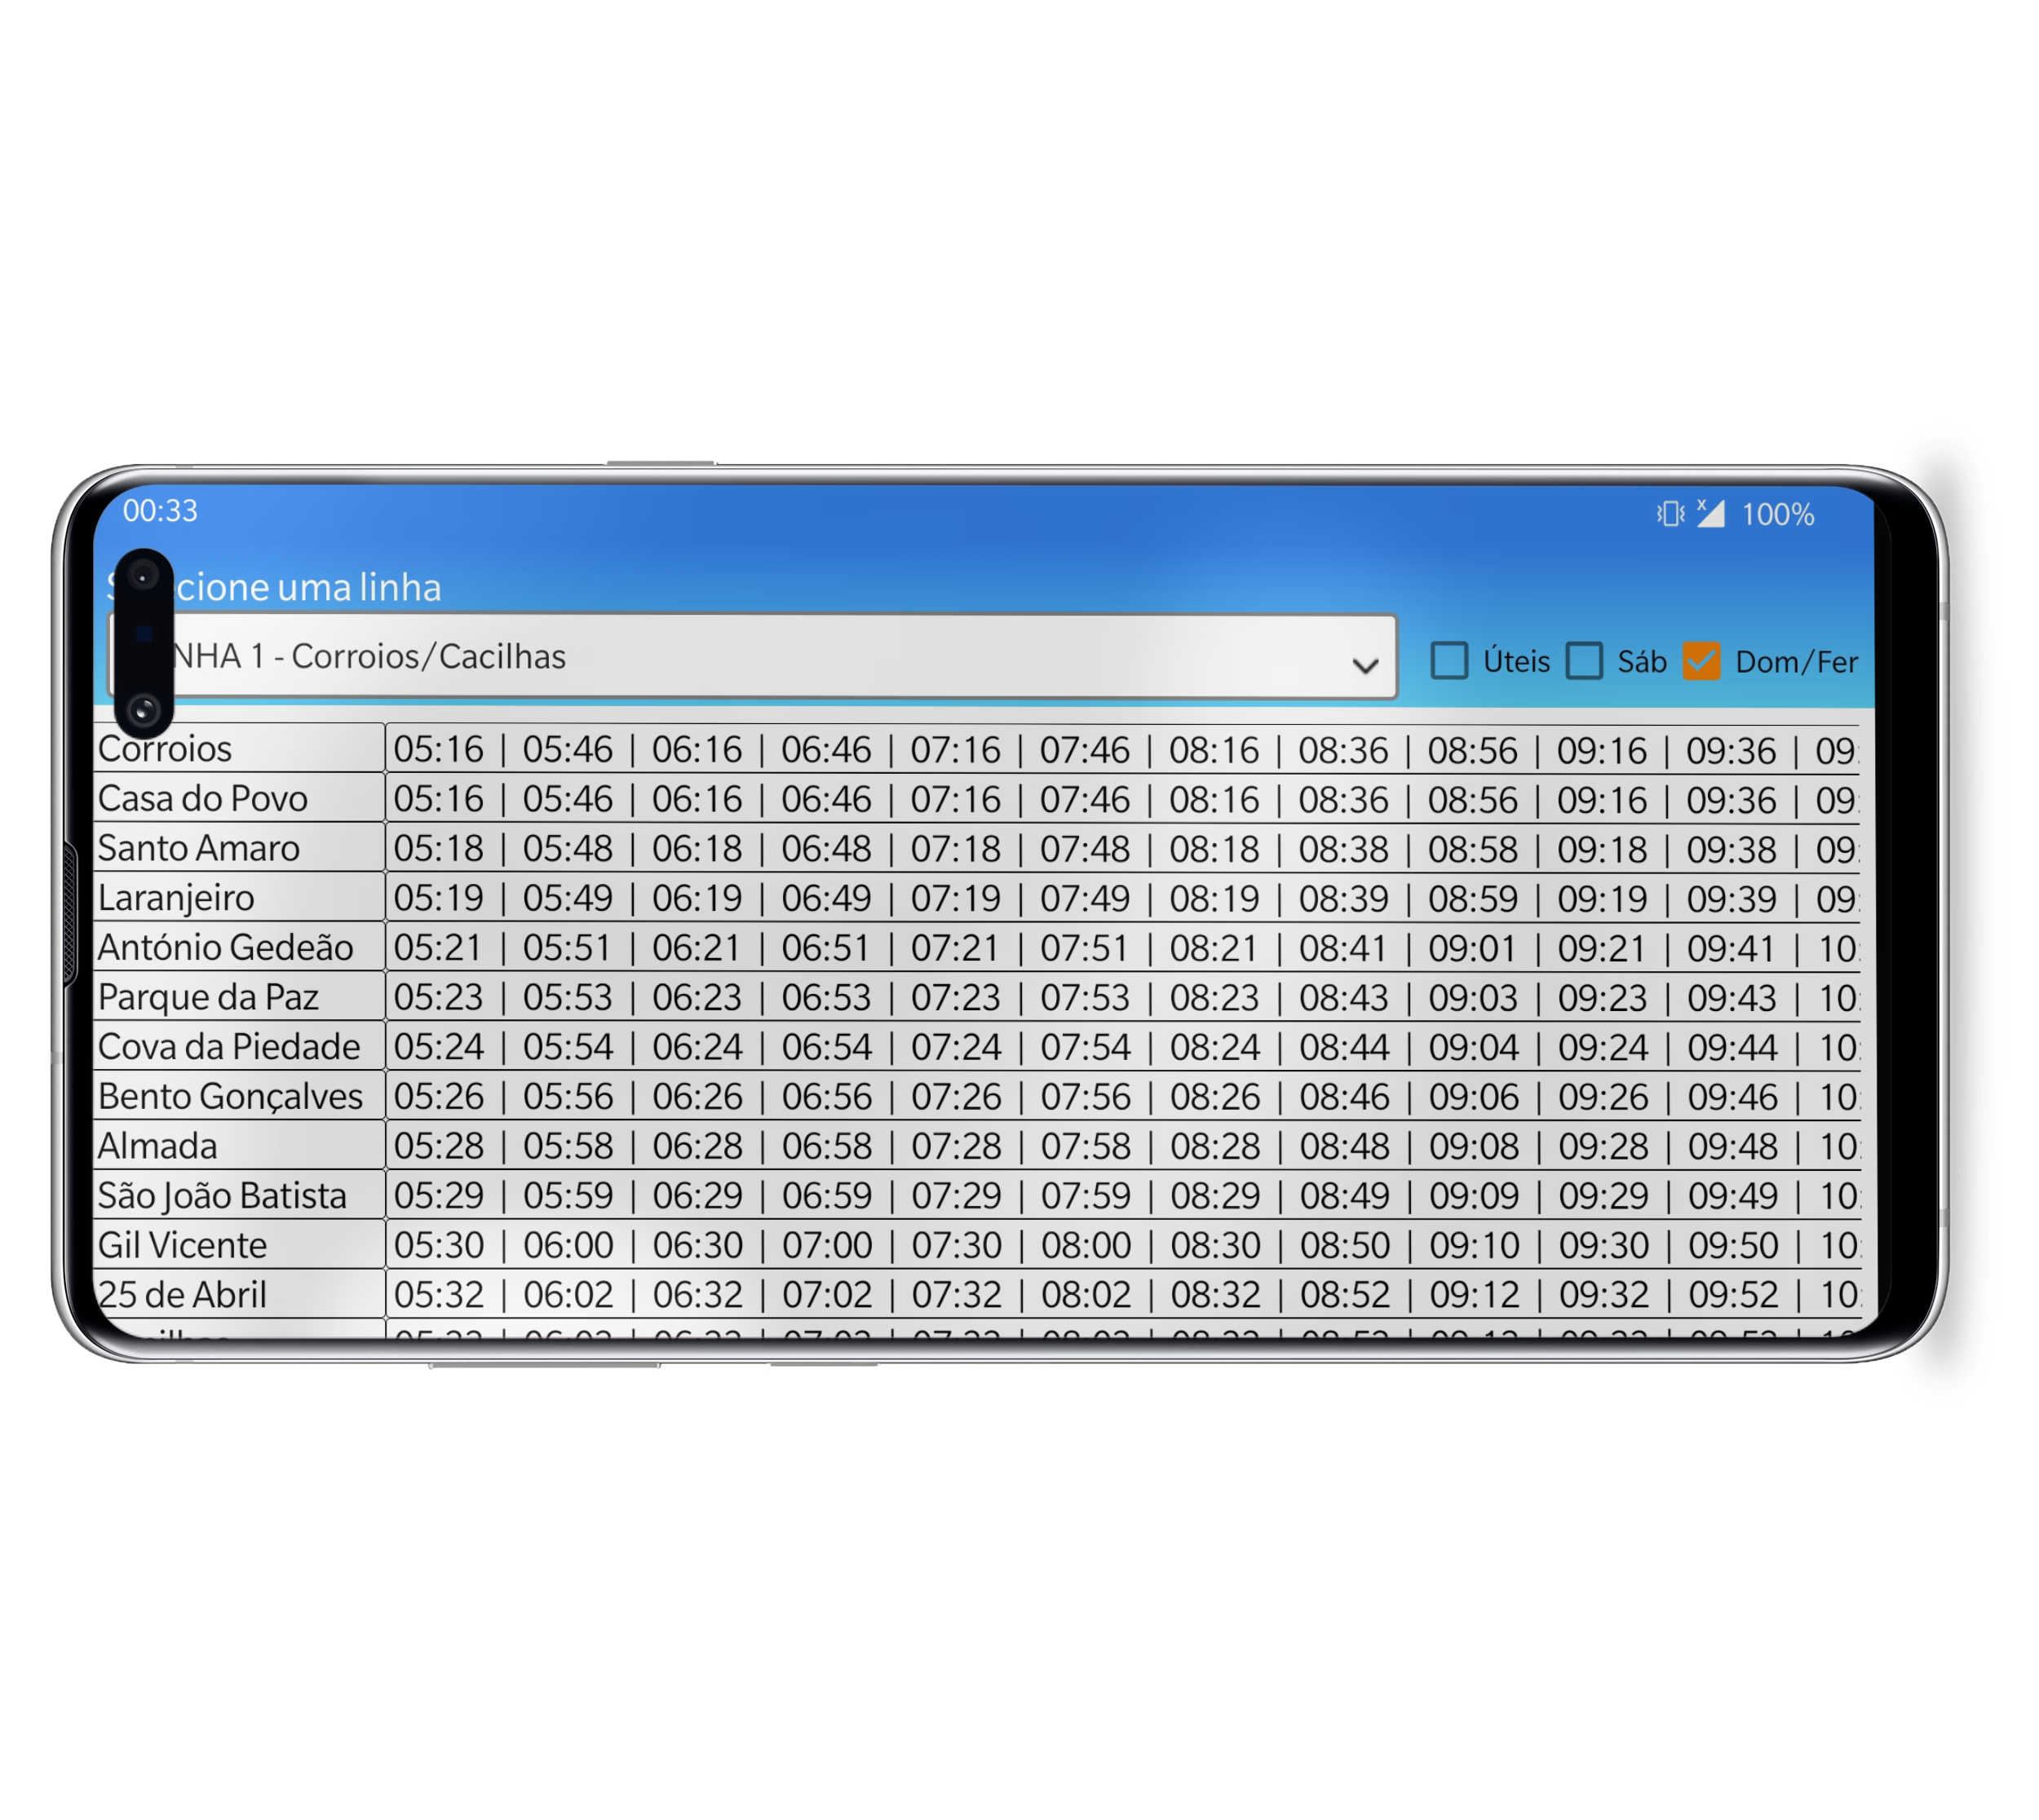 00:33 100%
cione uma linha
NHA 1 - Corroios/Cacilhas Úteis Sáb Dom/Fer
Corroios 05:16 | 05:46 | 06:16 | 06:46 | 07:16 | 07:46 | 08:16 | 08:36 | 08:56 | 09:16 | 09:36 | 09:
Casa do Povo 05:16 | 05:46 | 06:16 | 06:46 | 07:16 | 07:46 | 08:16 | 08:36 | 08:56 | 09:16 | 09:36 | 09:
Santo Amaro 05:18 | 05:48 | 06:18 | 06:48 | 07:18 | 07:48 | 08:18 | 08:38 | 08:58 | 09:18 | 09:38 | 09:
Laranjeiro 05:19 | 05:49 | 06:19 | 06:49 | 07:19 | 07:49 | 08:19 | 08:39 | 08:59 | 09:19 | 09:39 | 09:
António Gedeão 05:21 | 05:51 | 06:21 | 06:51 | 07:21 | 07:51 | 08:21 | 08:41 | 09:01 | 09:21 | 09:41 | 10:
Parque da Paz 05:23 | 05:53 | 06:23 | 06:53 | 07:23 | 07:53 | 08:23 | 08:43 | 09:03 | 09:23 | 09:43 | 10:
Cova da Piedade 05:24 | 05:54 | 06:24 | 06:54 | 07:24 | 07:54 | 08:24 | 08:44 | 09:04 | 09:24 | 09:44 | 10:
Bento Gonçalves 05:26 | 05:56 | 06:26 | 06:56 | 07:26 | 07:56 | 08:26 | 08:46 | 09:06 | 09:26 | 09:46 | 10:
Almada 05:28 | 05:58 | 06:28 | 06:58 | 07:28 | 07:58 | 08:28 | 08:48 | 09:08 | 09:28 | 09:48 | 10:
São João Batista 05:29 | 05:59 | 06:29 | 06:59 | 07:29 | 07:59 | 08:29 | 08:49 | 09:09 | 09:29 | 09:49 | 10:
Gil Vicente 05:30 | 06:00 | 06:30 | 07:00 | 07:30 | 08:00 | 08:30 | 08:50 | 09:10 | 09:30 | 09:50 | 10:
25 de Abril 05:32 | 06:02 | 06:32 | 07:02 | 07:32 | 08:02 | 08:32 | 08:52 | 09:12 | 09:32 | 09:52 | 10: